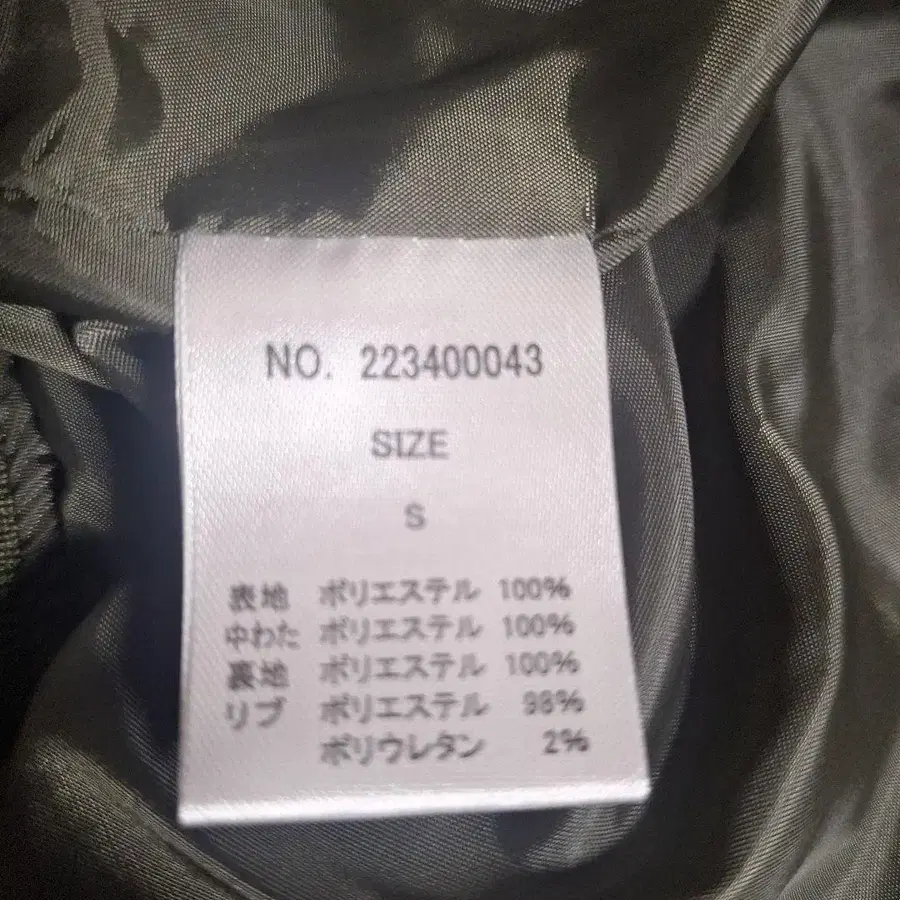 NO. 223400043
SIZE
S
表地 ポリエステル 100%
中わた ポリエステル 100%
裏地 ポリエステル 100%
リブ ポリエステル 98%
ポリウレタン 2%